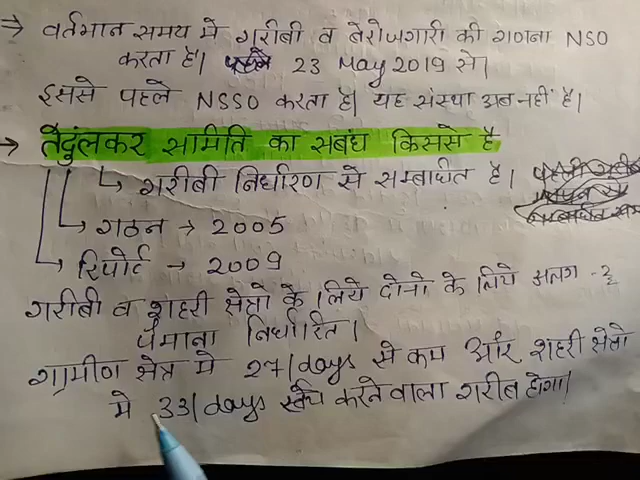 ⇒ वर्तमान समय मे गरीबी व बेरोजगारी की गणना NSO
करता है। 23 May 2019 से।
इससे पहले NSSO करता है। यह संस्था अब नहीं है।
→ तेदुंलकर समिति का सबंध किससे है
↳ गरीबी निर्धारण से सम्बाधित है।
↳ गठन → 2005
↳ रिपोर्ट → 2009
गरीबी व शहरी सेत्रो के लिये दोनो के लिये अलग -2
पैमाना निर्धारित।
ग्रामीण सेत्र मे 27/days से कम और शहरी सेत्रो
मे 33/days खर्च करने वाला गरीब होगा।